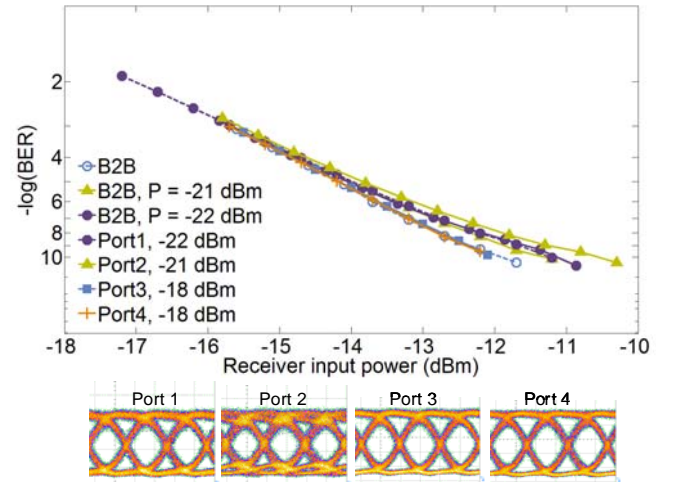 2
4
6
8
10
-log(BER)
B2B
B2B, P = -21 dBm
B2B, P = -22 dBm
Port1, -22 dBm
Port2, -21 dBm
Port3, -18 dBm
Port4, -18 dBm
-18 -17 -16 -15 -14 -13 -12 -11 -10
Receiver input power (dBm)
Port 1 Port 2 Port 3 Port 4